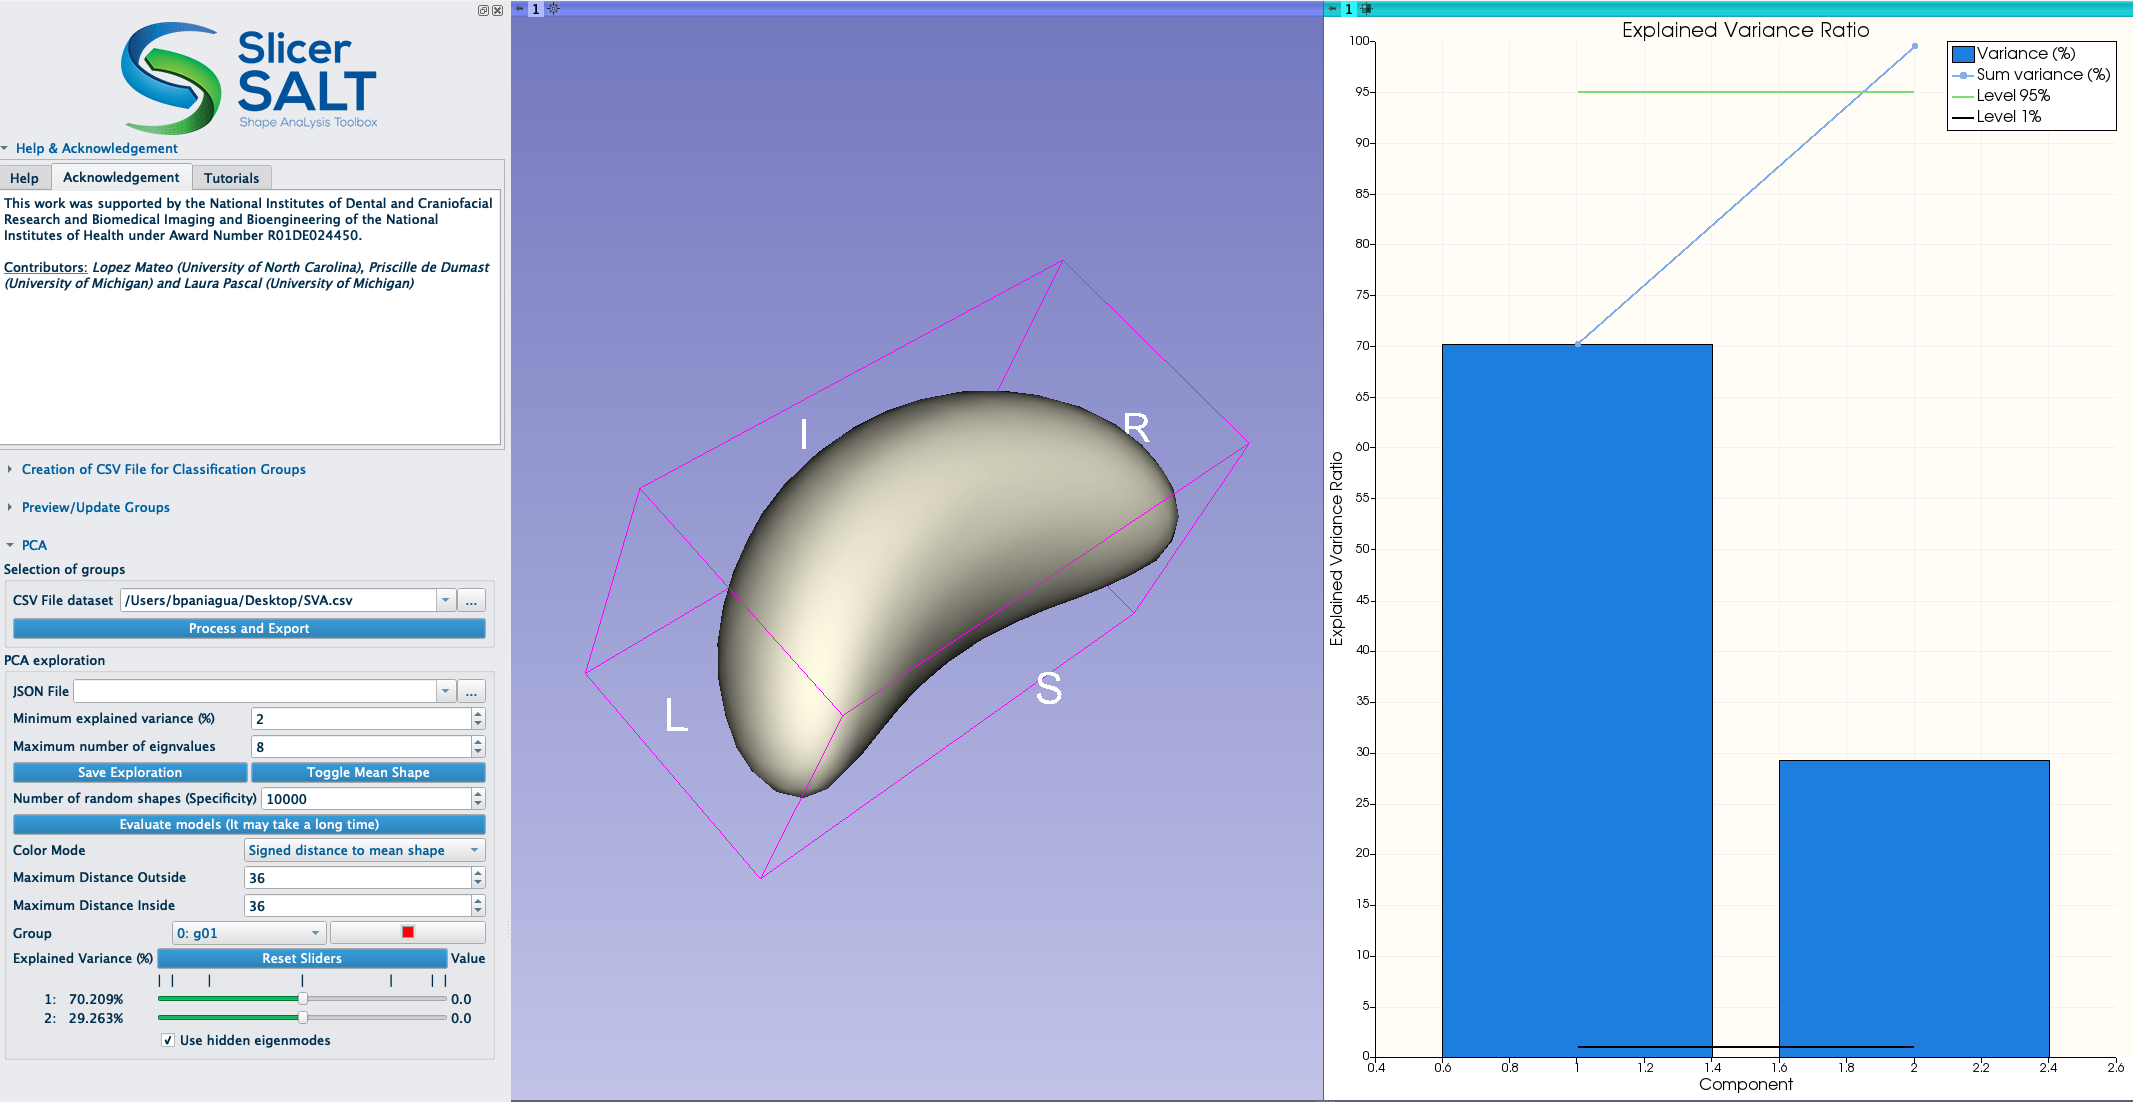 Slicer
SALT
Shape AnaLysis Toolbox
Help & Acknowledgement
Help
Acknowledgement
Tutorials
This work was supported by the National Institutes of Dental and Craniofacial
Research and Biomedical Imaging and Bioengineering of the National
Institutes of Health under Award Number R01DE024450.
Contributors: Lopez Mateo (University of North Carolina), Priscille de Dumast
(University of Michigan) and Laura Pascal (University of Michigan)
Creation of CSV File for Classification Groups
Preview/Update Groups
PCA
Selection of groups
CSV File dataset /Users/bpaniagua/Desktop/SVA.csv ...
Process and Export
PCA exploration
JSON File ...
Minimum explained variance (%) 2
Maximum number of eignvalues 8
Save Exploration Toggle Mean Shape
Number of random shapes (Specificity) 10000
Evaluate models (It may take a long time)
Color Mode Signed distance to mean shape
Maximum Distance Outside 36
Maximum Distance Inside 36
Group 0: g01
Explained Variance (%) Reset Sliders Value
1: 70.209% 0.0
2: 29.263% 0.0
Use hidden eigenmodes
1
I
R
L
S
1
Explained Variance Ratio
Variance (%)
Sum variance (%)
Level 95%
Level 1%
Explained Variance Ratio
100
95
90
85
80
75
70
65
60
55
50
45
40
35
30
25
20
15
10
5
0
0.4 0.6 0.8 1 1.2 1.4 1.6 1.8 2 2.2 2.4 2.6
Component